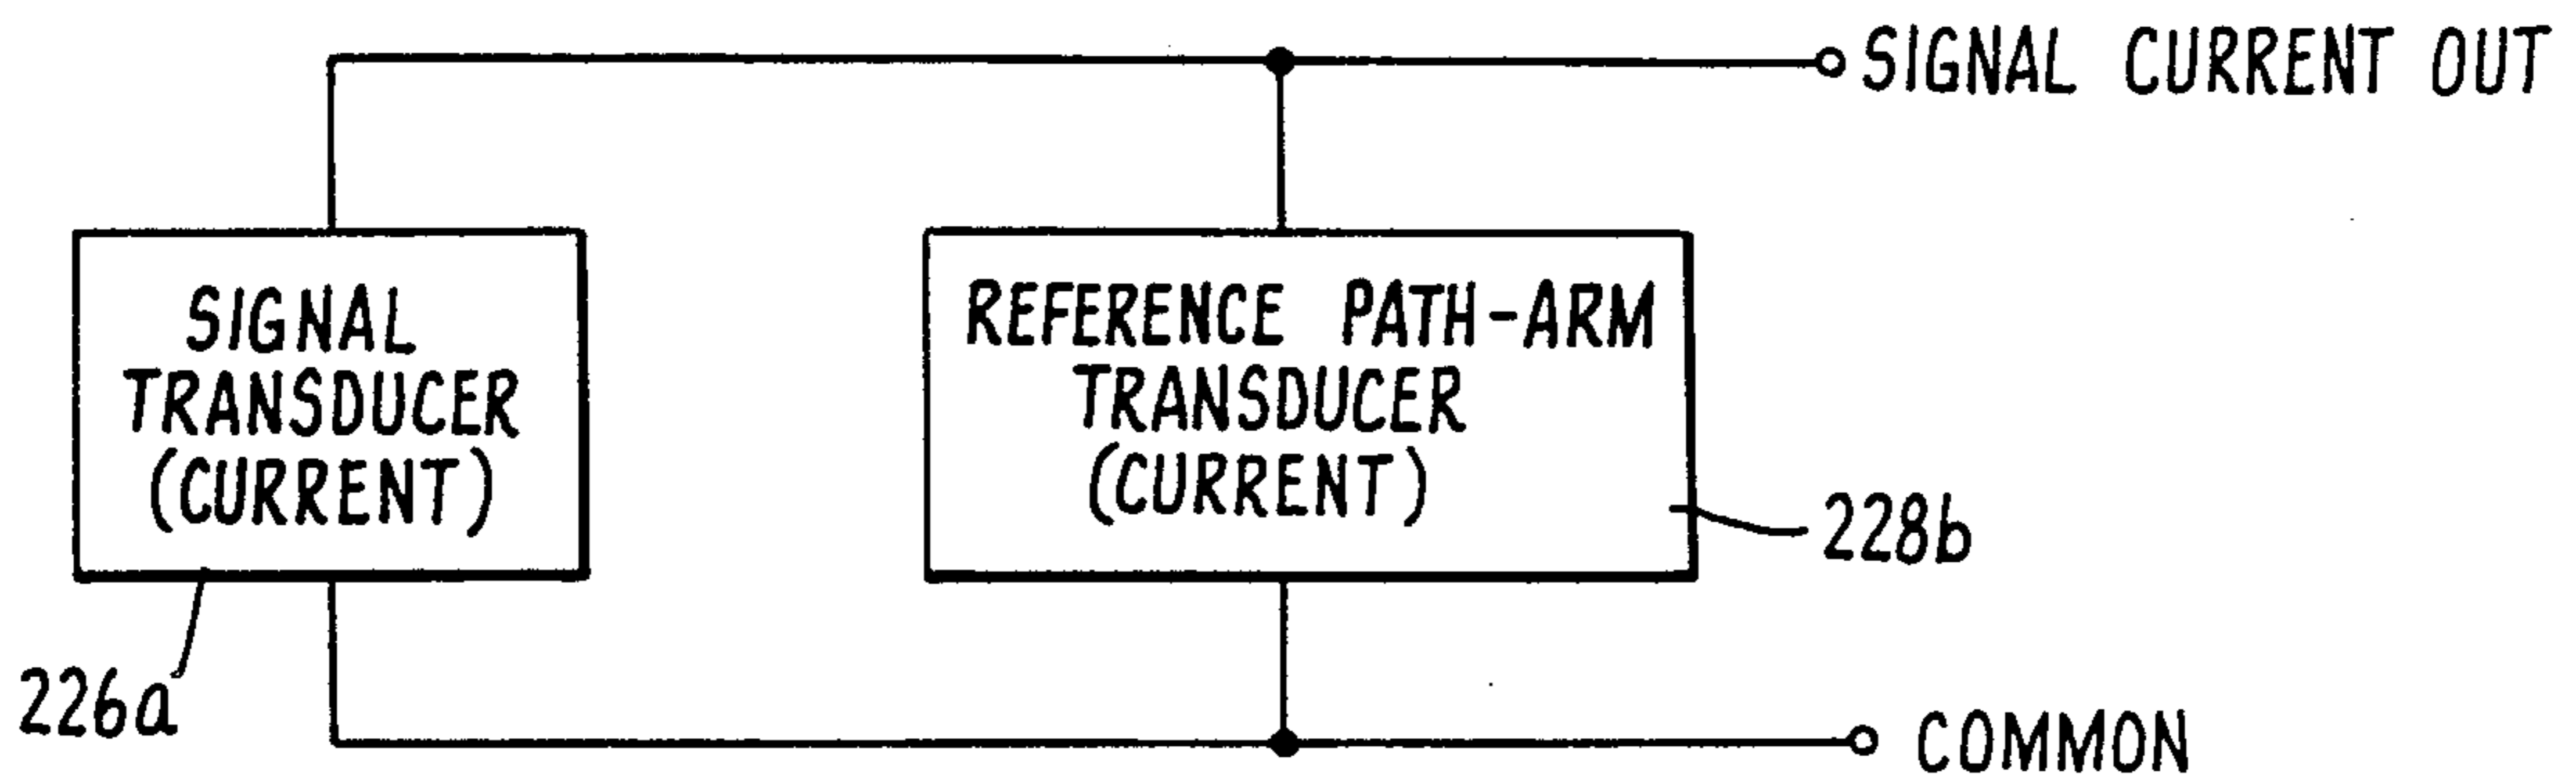 SIGNAL CURRENT OUT
SIGNAL
TRANSDUCER
(CURRENT)
REFERENCE PATH-ARM
TRANSDUCER
(CURRENT)
228b
226a
COMMON